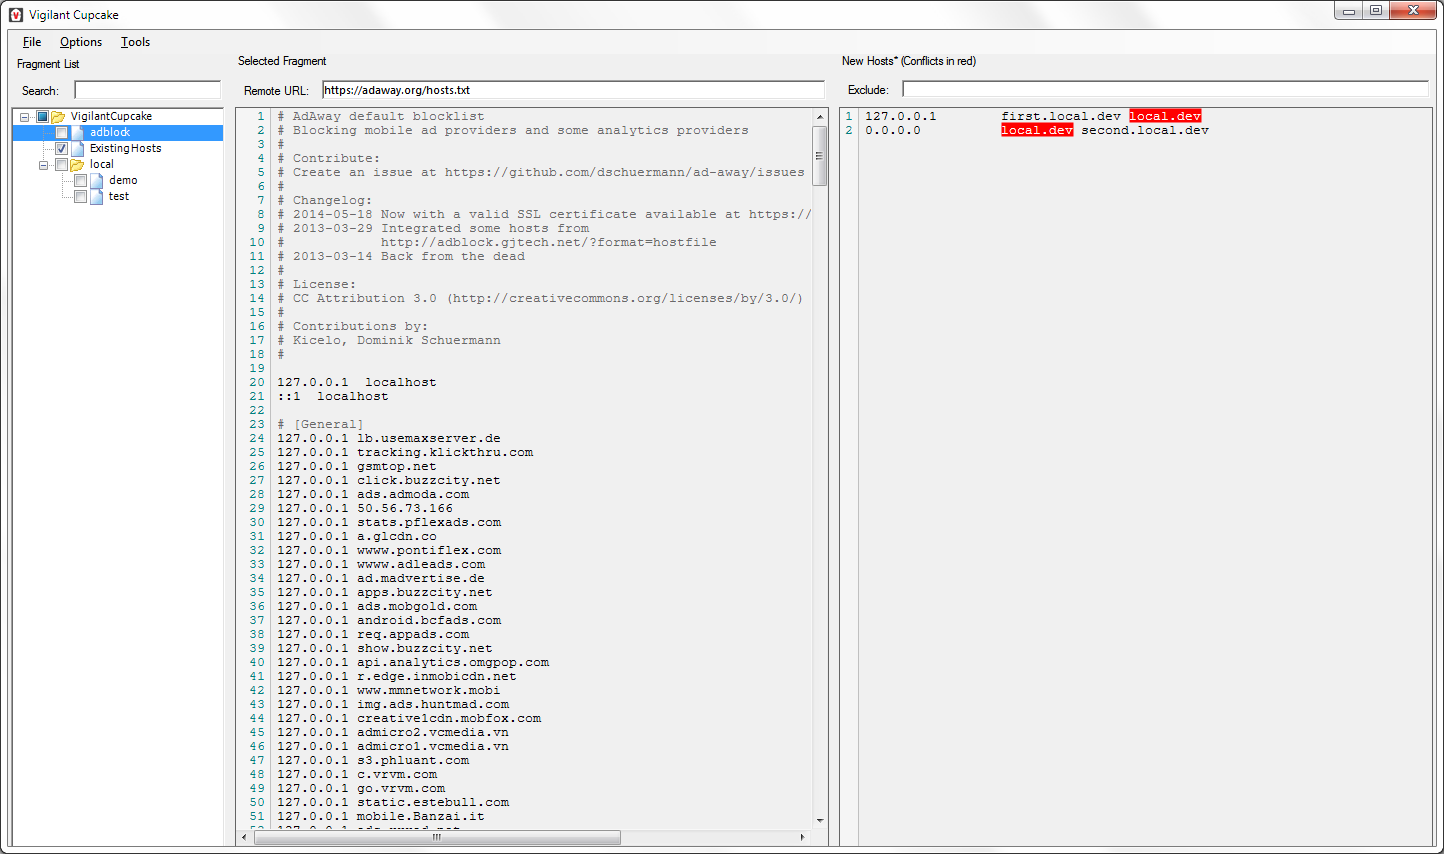 Vigilant Cupcake
File Options Tools
Fragment List
Search:
VigilantCupcake
adblock
ExistingHosts
local
demo
test
Selected Fragment
Remote URL: https://adaway.org/hosts.txt
1 # AdAway default blocklist
2 # Blocking mobile ad providers and some analytics providers
3 #
4 # Contribute:
5 # Create an issue at https://github.com/dschuermann/ad-away/issues
6 #
7 # Changelog:
8 # 2014-05-18 Now with a valid SSL certificate available at https://
9 # 2013-03-29 Integrated some hosts from
10 # http://adblock.gjtech.net/?format=hostfile
11 # 2013-03-14 Back from the dead
12 #
13 # License:
14 # CC Attribution 3.0 (http://creativecommons.org/licenses/by/3.0/)
15 #
16 # Contributions by:
17 # Kicelo, Dominik Schuermann
18 #
19
20 127.0.0.1 localhost
21 ::1 localhost
22
23 # [General]
24 127.0.0.1 lb.usemaxserver.de
25 127.0.0.1 tracking.klickthru.com
26 127.0.0.1 gsmtop.net
27 127.0.0.1 click.buzzcity.net
28 127.0.0.1 ads.admoda.com
29 127.0.0.1 50.56.73.166
30 127.0.0.1 stats.pflexads.com
31 127.0.0.1 a.glcdn.co
32 127.0.0.1 wwww.pontiflex.com
33 127.0.0.1 wwww.adleads.com
34 127.0.0.1 ad.madvertise.de
35 127.0.0.1 apps.buzzcity.net
36 127.0.0.1 ads.mobgold.com
37 127.0.0.1 android.bcfads.com
38 127.0.0.1 req.appads.com
39 127.0.0.1 show.buzzcity.net
40 127.0.0.1 api.analytics.omgpop.com
41 127.0.0.1 r.edge.inmobicdn.net
42 127.0.0.1 www.mmnetwork.mobi
43 127.0.0.1 img.ads.huntmad.com
44 127.0.0.1 creative1cdn.mobfox.com
45 127.0.0.1 admicro2.vcmedia.vn
46 127.0.0.1 admicro1.vcmedia.vn
47 127.0.0.1 s3.phluant.com
48 127.0.0.1 c.vrvm.com
49 127.0.0.1 go.vrvm.com
50 127.0.0.1 static.estebull.com
51 127.0.0.1 mobile.Banzai.it
New Hosts* (Conflicts in red)
Exclude:
1 127.0.0.1 first.local.dev local.dev
2 0.0.0.0 local.dev second.local.dev